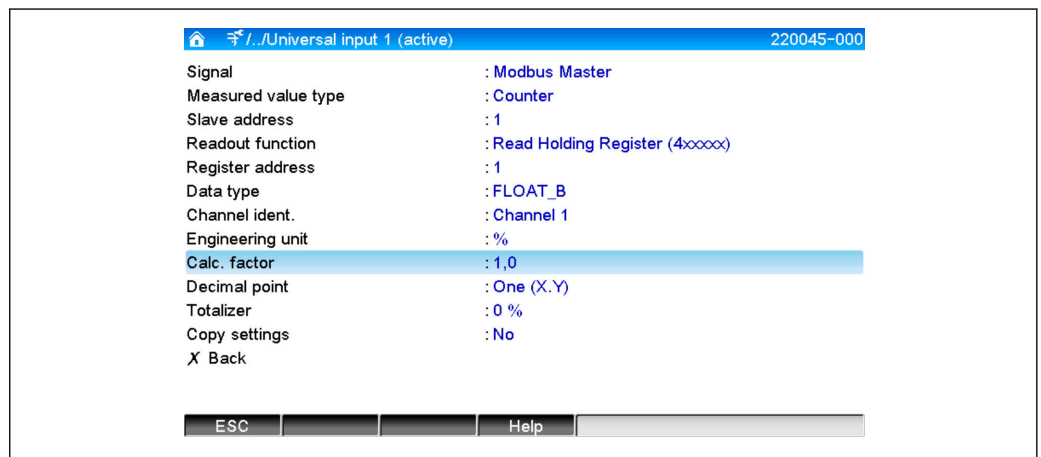 /../Universal input 1 (active) 220045-000
Signal : Modbus Master
Measured value type : Counter
Slave address : 1
Readout function : Read Holding Register (4xxxxx)
Register address : 1
Data type : FLOAT_B
Channel ident. : Channel 1
Engineering unit : %
Calc. factor : 1,0
Decimal point : One (X.Y)
Totalizer : 0 %
Copy settings : No
X Back
ESC Help